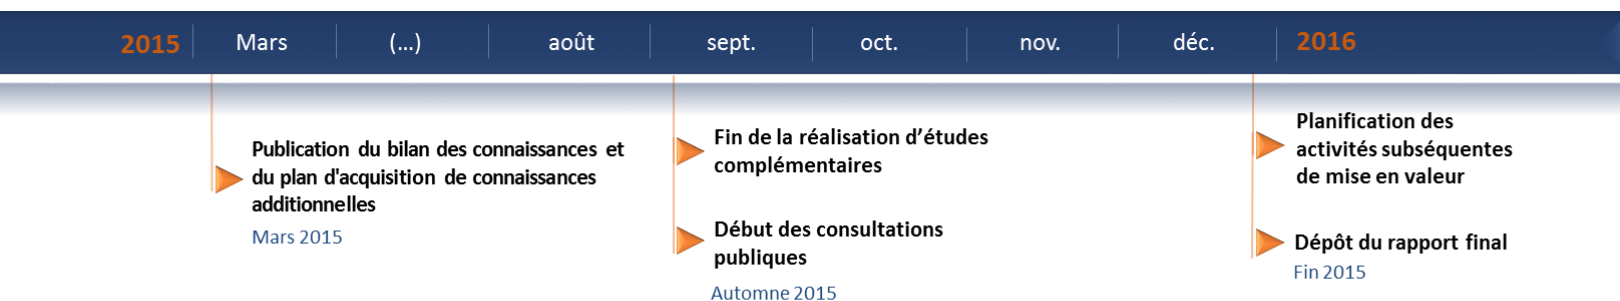 2015 Mars (...) août sept. oct. nov. déc. 2016
Publication du bilan des connaissances et
du plan d'acquisition de connaissances
additionnelles
Mars 2015
Fin de la réalisation d’études
complémentaires
Début des consultations
publiques
Automne 2015
Planification des
activités subséquentes
de mise en valeur
Dépôt du rapport final
Fin 2015